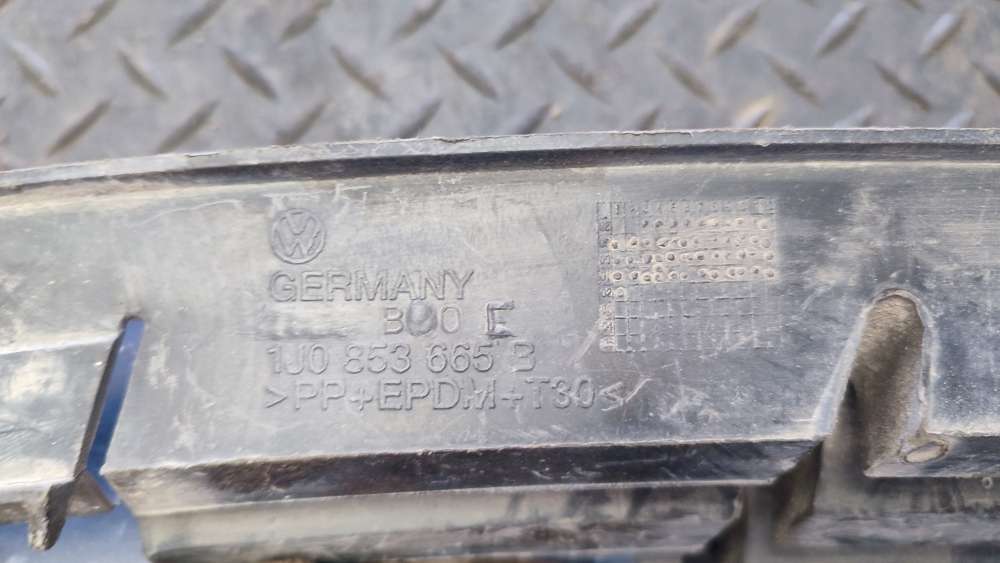 GERMANY
1J0 853 665 B
>PP+EPDM+T30<